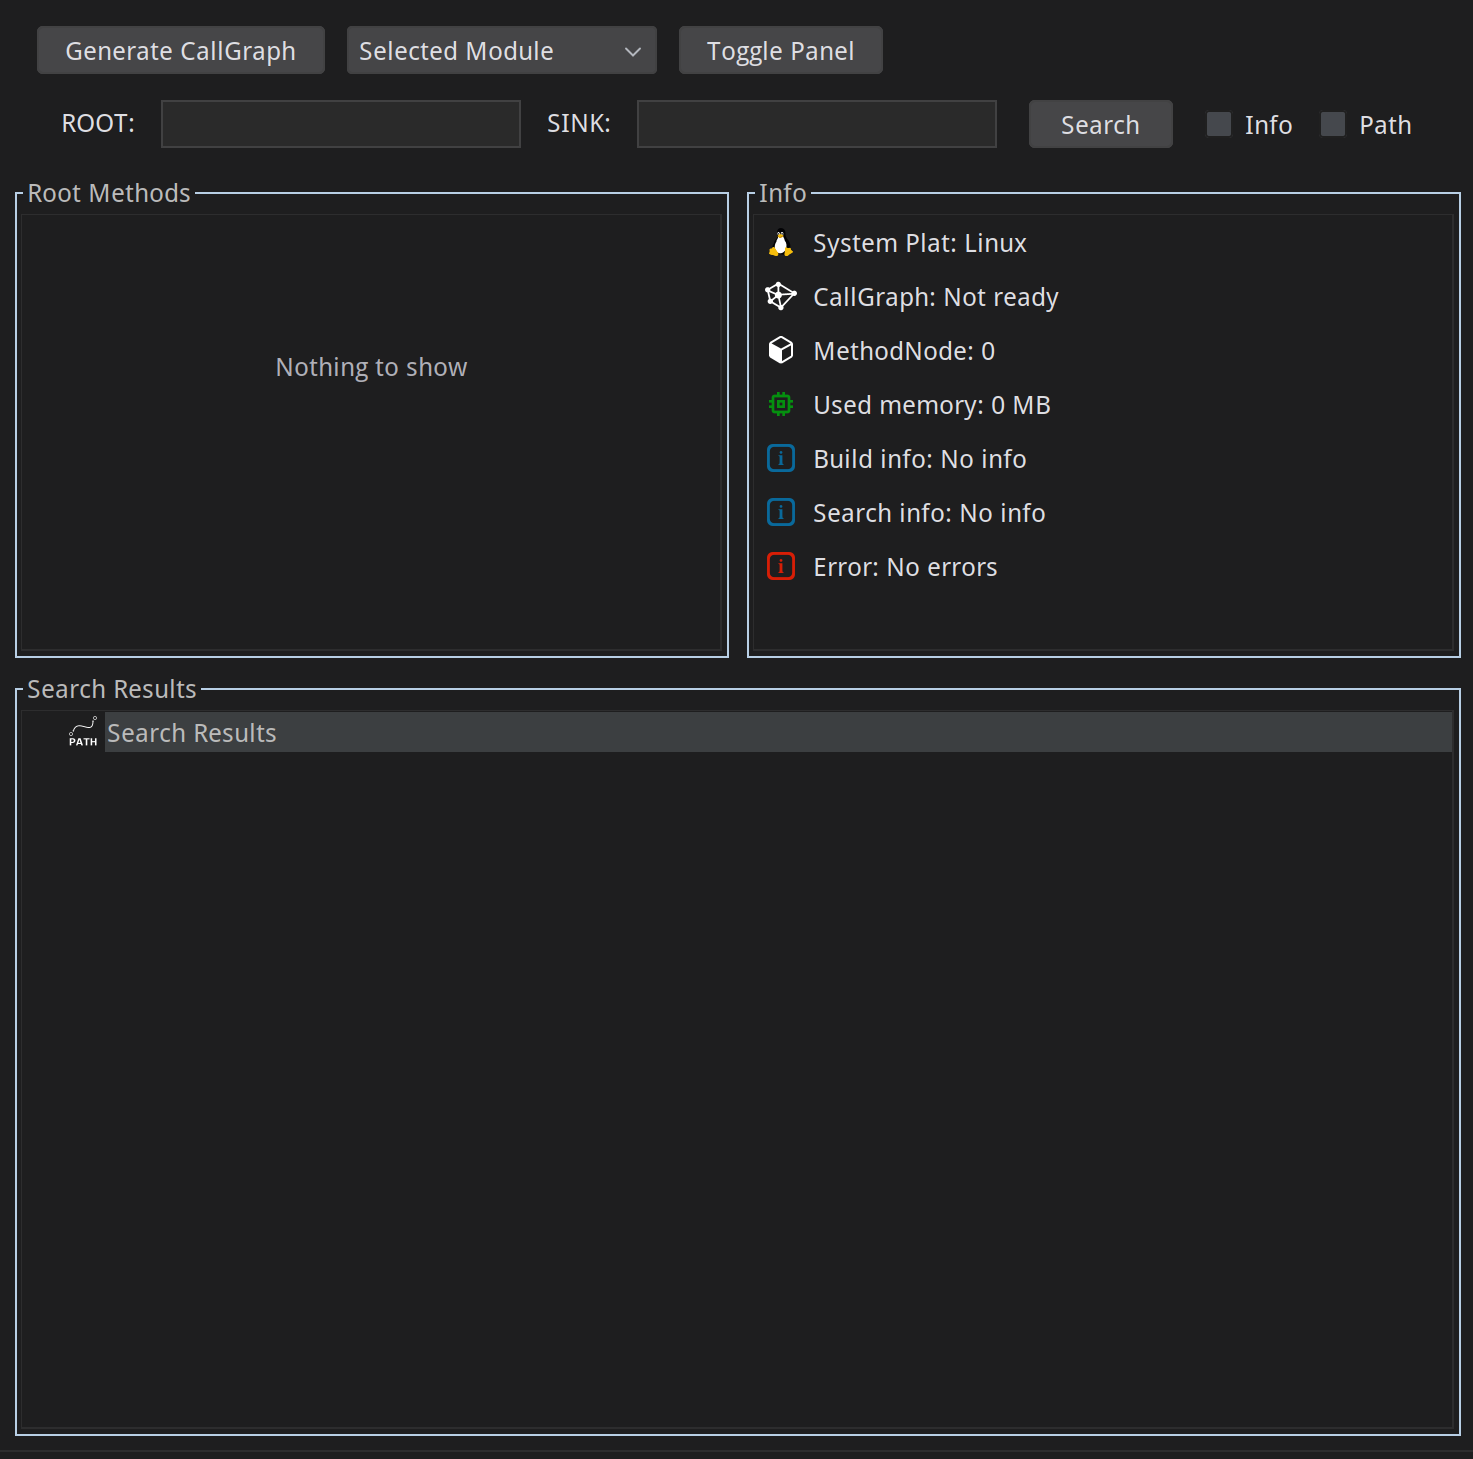 Generate CallGraph Selected Module Toggle Panel
ROOT: SINK: Search Info Path
Root Methods
Nothing to show
Info
System Plat: Linux
CallGraph: Not ready
MethodNode: 0
Used memory: 0 MB
i Build info: No info
i Search info: No info
i Error: No errors
Search Results
PATH Search Results